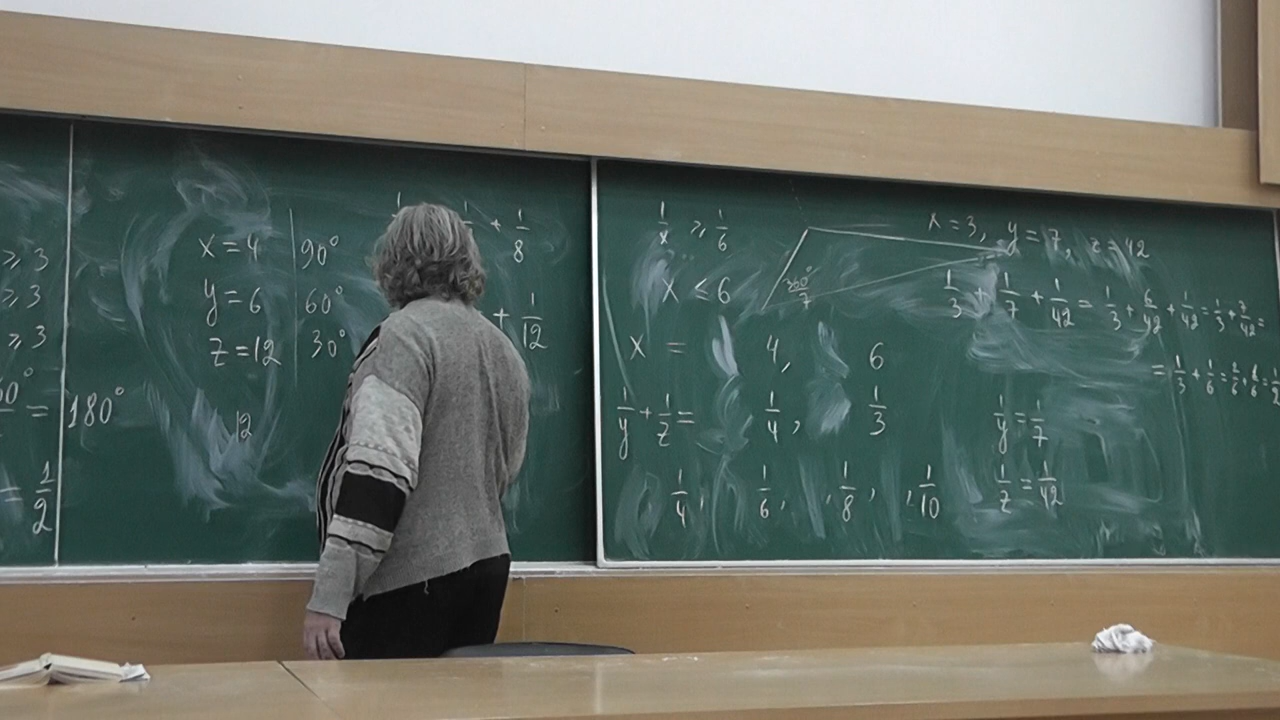 ≥ 3
≥ 3
≥ 3
= 180°
= 1/2
x = 4 | 90°
y = 6 | 60°
z = 12 | 30°
12
+ 1/8
+ 1/12
1/x ≥ 1/6
x ≤ 6
360°/7
x = 3, y = 7, z = 42
1/3 + 1/7 + 1/42 = 1/3 + 6/42 + 1/42 = 1/3 + 7/42 =
= 1/3 + 1/6 = 2/6 + 1/6 = 1/2
x = 4, 6
1/y + 1/z = 1/4, 1/3
1/y = 1/7
1/4, 1/6, 1/8, 1/10
1/z = 1/42